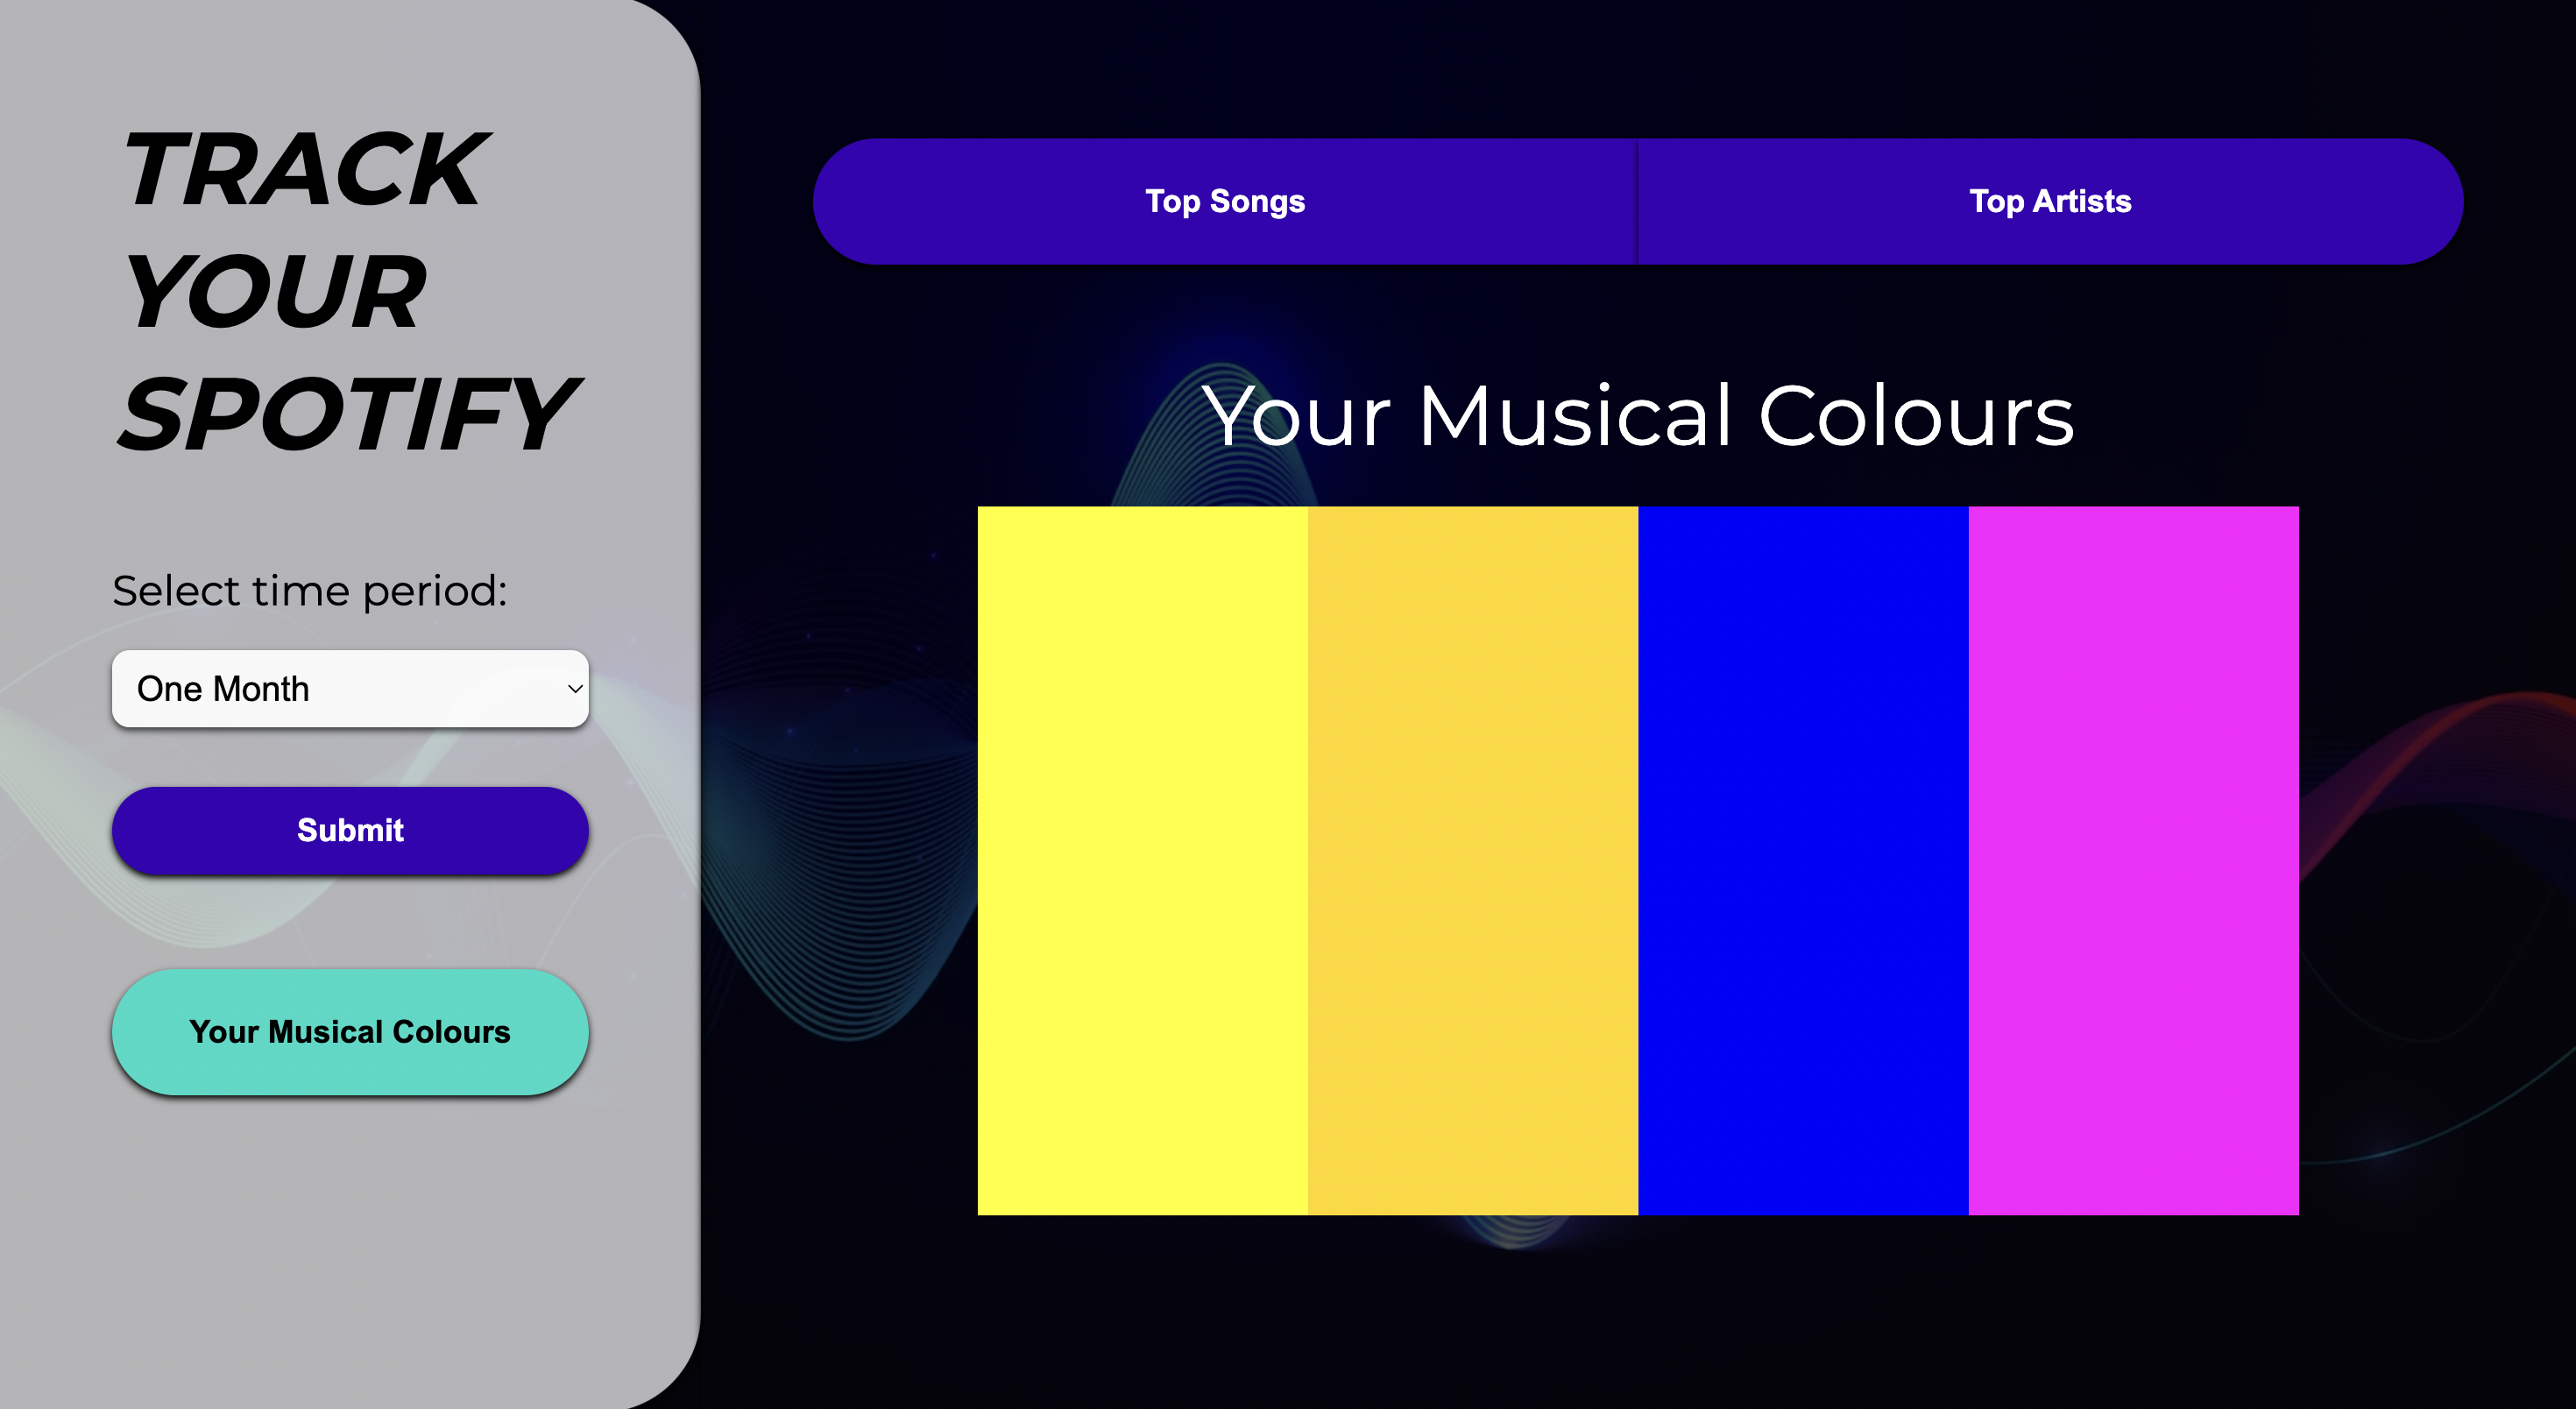 TRACK
YOUR
SPOTIFY
Select time period:
One Month
Submit
Your Musical Colours
Top Songs
Top Artists
Your Musical Colours